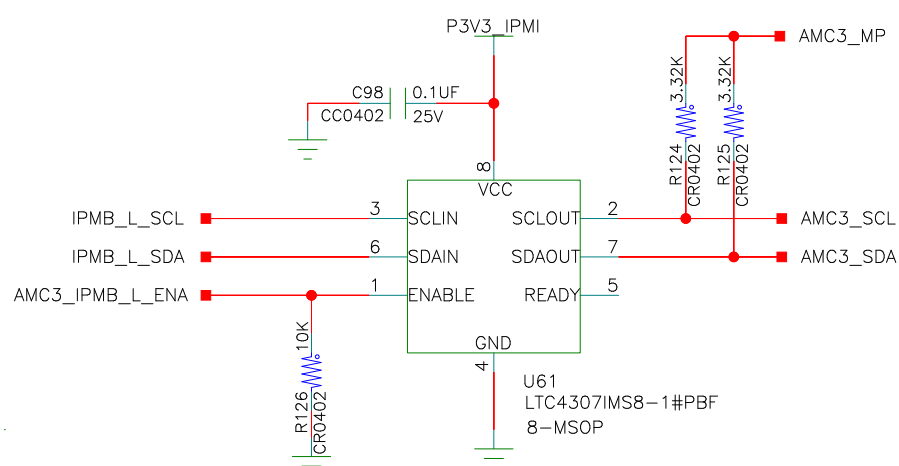 P3V3_IPMI
AMC3_MP
C98 0.1UF
CC0402 25V
3.32K
R124
CR0402
3.32K
R125
CR0402
8
VCC
IPMB_L_SCL 3 SCLIN SCLOUT 2 AMC3_SCL
IPMB_L_SDA 6 SDAIN SDAOUT 7 AMC3_SDA
AMC3_IPMB_L_ENA 1 ENABLE READY 5
GND
4
10K
R126
CR0402
U61
LTC4307IMS8-1#PBF
8-MSOP